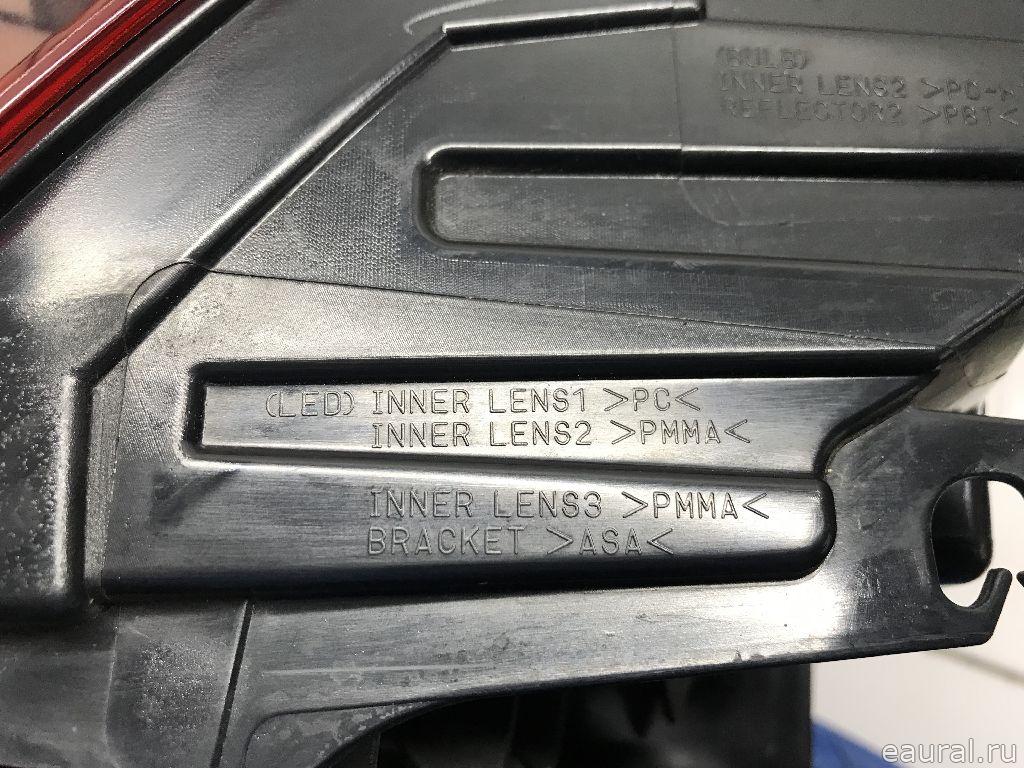 (BULB)
INNER LENS2 >PC-
REFLECTOR2 >PBT<
(LED) INNER LENS1 >PC<
INNER LENS2 >PMMA<
INNER LENS3 >PMMA<
BRACKET >ASA<
eaural.ru